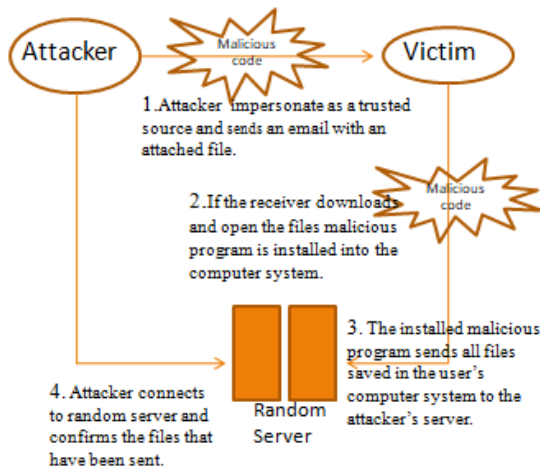 Attacker
Malicious
code
Victim
1.Attacker impersonate as a trusted
source and sends an email with an
attached file.
Malicious
code
2.If the receiver downloads
and open the files malicious
program is installed into the
computer system.
3. The installed malicious
program sends all files
saved in the user's
computer system to the
attacker's server.
4. Attacker connects
to random server and
confirms the files that
have been sent.
Random
Server